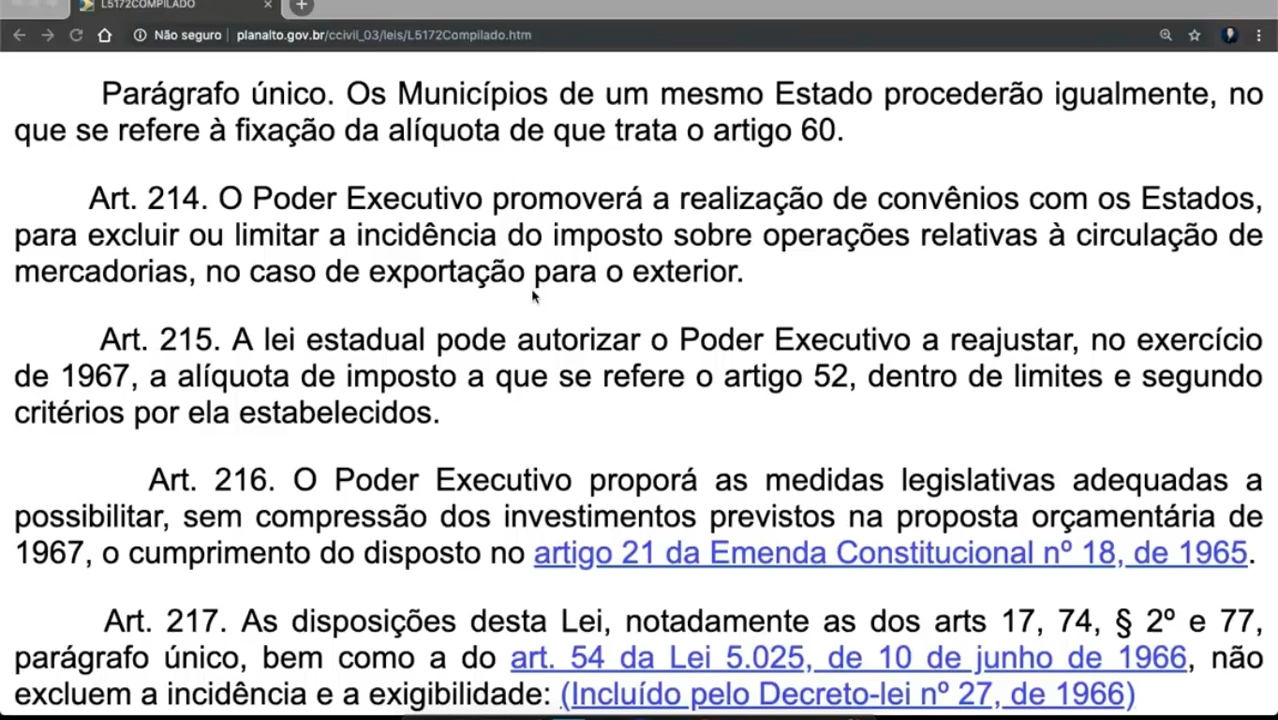 L5172COMPILADO
Não seguro planalto.gov.br/ccivil_03/leis/L5172Compilado.htm
Parágrafo único. Os Municípios de um mesmo Estado procederão igualmente, no
que se refere à fixação da alíquota de que trata o artigo 60.
Art. 214. O Poder Executivo promoverá a realização de convênios com os Estados,
para excluir ou limitar a incidência do imposto sobre operações relativas à circulação de
mercadorias, no caso de exportação para o exterior.
Art. 215. A lei estadual pode autorizar o Poder Executivo a reajustar, no exercício
de 1967, a alíquota de imposto a que se refere o artigo 52, dentro de limites e segundo
critérios por ela estabelecidos.
Art. 216. O Poder Executivo proporá as medidas legislativas adequadas a
possibilitar, sem compressão dos investimentos previstos na proposta orçamentária de
1967, o cumprimento do disposto no artigo 21 da Emenda Constitucional nº 18, de 1965.
Art. 217. As disposições desta Lei, notadamente as dos arts 17, 74, § 2º e 77,
parágrafo único, bem como a do art. 54 da Lei 5.025, de 10 de junho de 1966, não
excluem a incidência e a exigibilidade: (Incluído pelo Decreto-lei nº 27, de 1966)